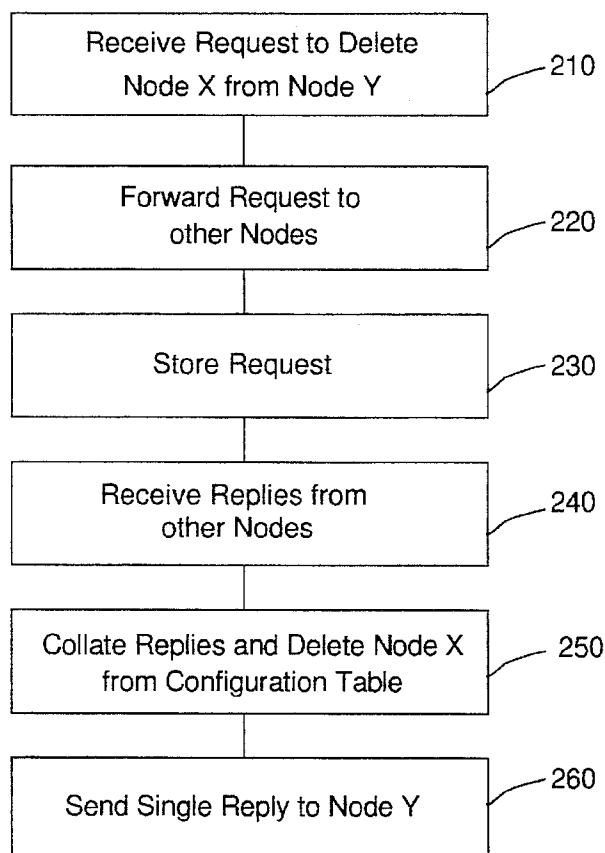 Receive Request to Delete
Node X from Node Y
210
Forward Request to
other Nodes
220
Store Request
230
Receive Replies from
other Nodes
240
Collate Replies and Delete Node X
from Configuration Table
250
Send Single Reply to Node Y
260